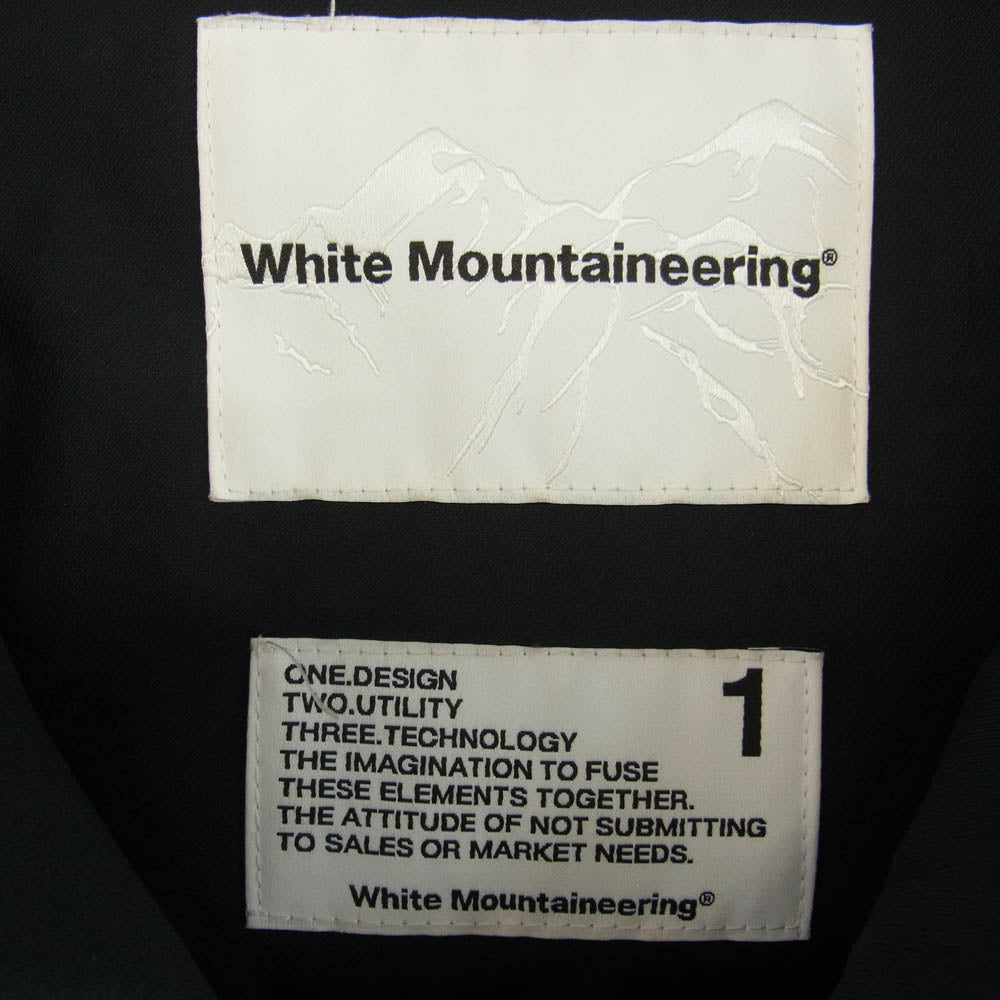 White Mountaineering®
ONE.DESIGN 1
TWO.UTILITY
THREE.TECHNOLOGY
THE IMAGINATION TO FUSE
THESE ELEMENTS TOGETHER.
THE ATTITUDE OF NOT SUBMITTING
TO SALES OR MARKET NEEDS.
White Mountaineering®